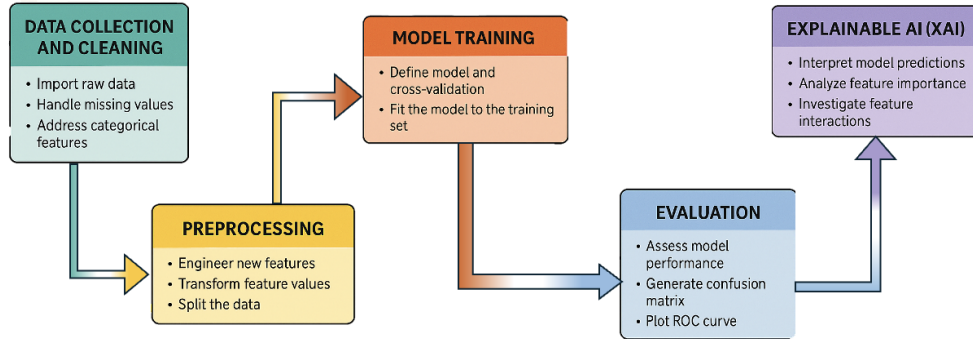 DATA COLLECTION
AND CLEANING
• Import raw data
• Handle missing values
• Address categorical
features
PREPROCESSING
• Engineer new features
• Transform feature values
• Split the data
MODEL TRAINING
• Define model and
cross-validation
• Fit the model to the training
set
EVALUATION
• Assess model
performance
• Generate confusion
matrix
• Plot ROC curve
EXPLAINABLE AI (XAI)
• Interpret model predictions
• Analyze feature importance
• Investigate feature
interactions